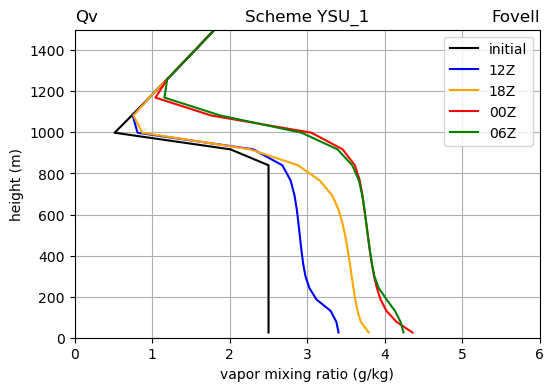 Qv Scheme YSU_1 Fovell
initial
12Z
18Z
00Z
06Z
1400
1200
1000
800
600
400
200
0
height (m)
0 1 2 3 4 5 6
vapor mixing ratio (g/kg)